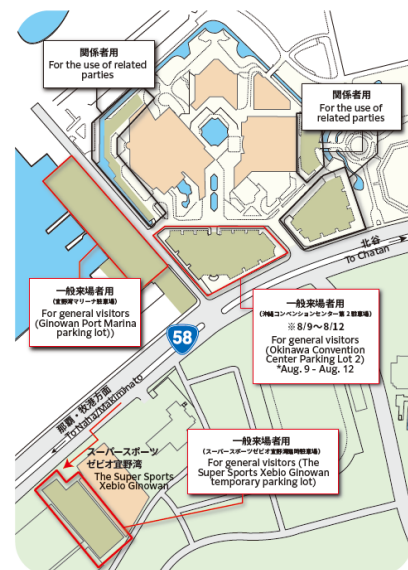 関係者用
For the use of related
parties
関係者用
For the use of
related parties
北谷
To Chatan
一般来場者用
(宜野湾マリーナ駐車場)
For general visitors
(Ginowan Port Marina
parking lot))
一般来場者用
(沖縄コンベンションセンター第2駐車場)
※8/9〜8/12
For general visitors
(Okinawa Convention
Center Parking Lot 2)
*Aug. 9 - Aug. 12
58
那覇・牧港方面
To Naha/Makiminato
スーパースポーツ
ゼビオ宜野湾
The Super Sports
Xebio Ginowan
一般来場者用
(スーパースポーツゼビオ宜野湾臨時駐車場)
For general visitors (The
Super Sports Xebio Ginowan
temporary parking lot)